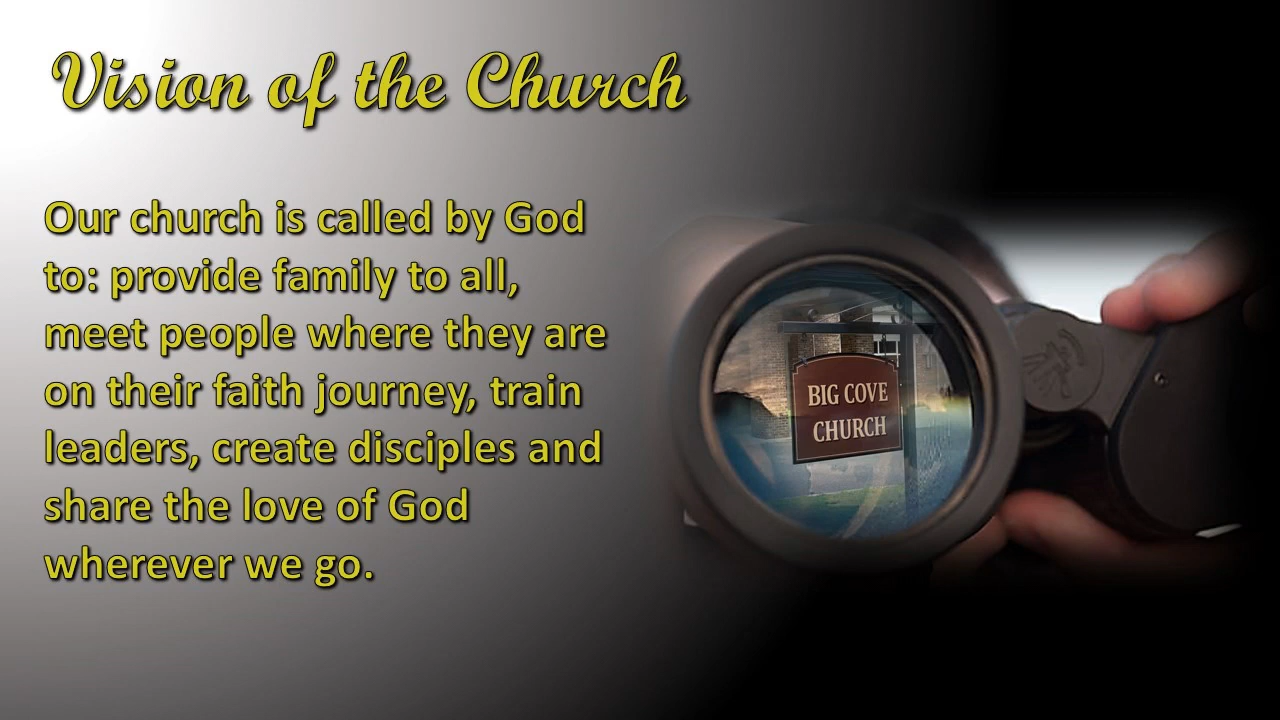 Vision of the Church
Our church is called by God
to: provide family to all,
meet people where they are
on their faith journey, train
leaders, create disciples and
share the love of God
wherever we go.
BIG COVE
CHURCH